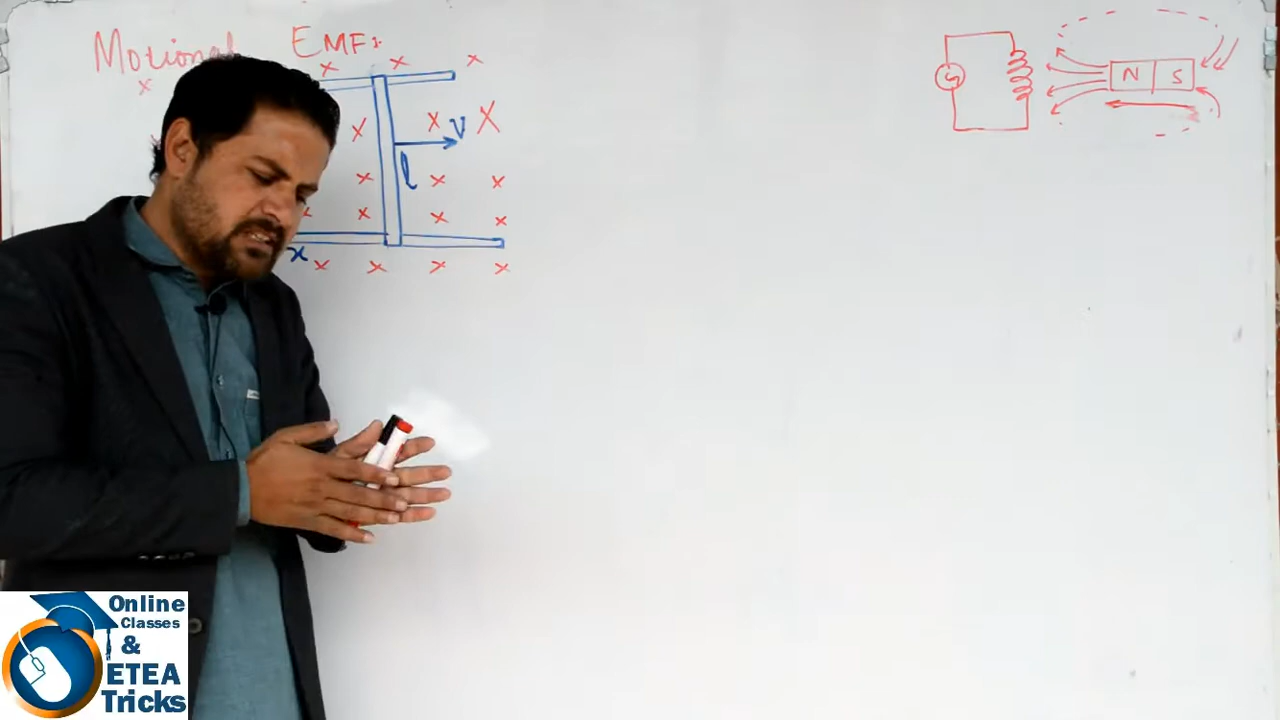 Motional EMF:
x x x
x
x x X
V
l
x x x
x x x x
x
x x x x
G N S
Online
Classes
&
ETEA
Tricks